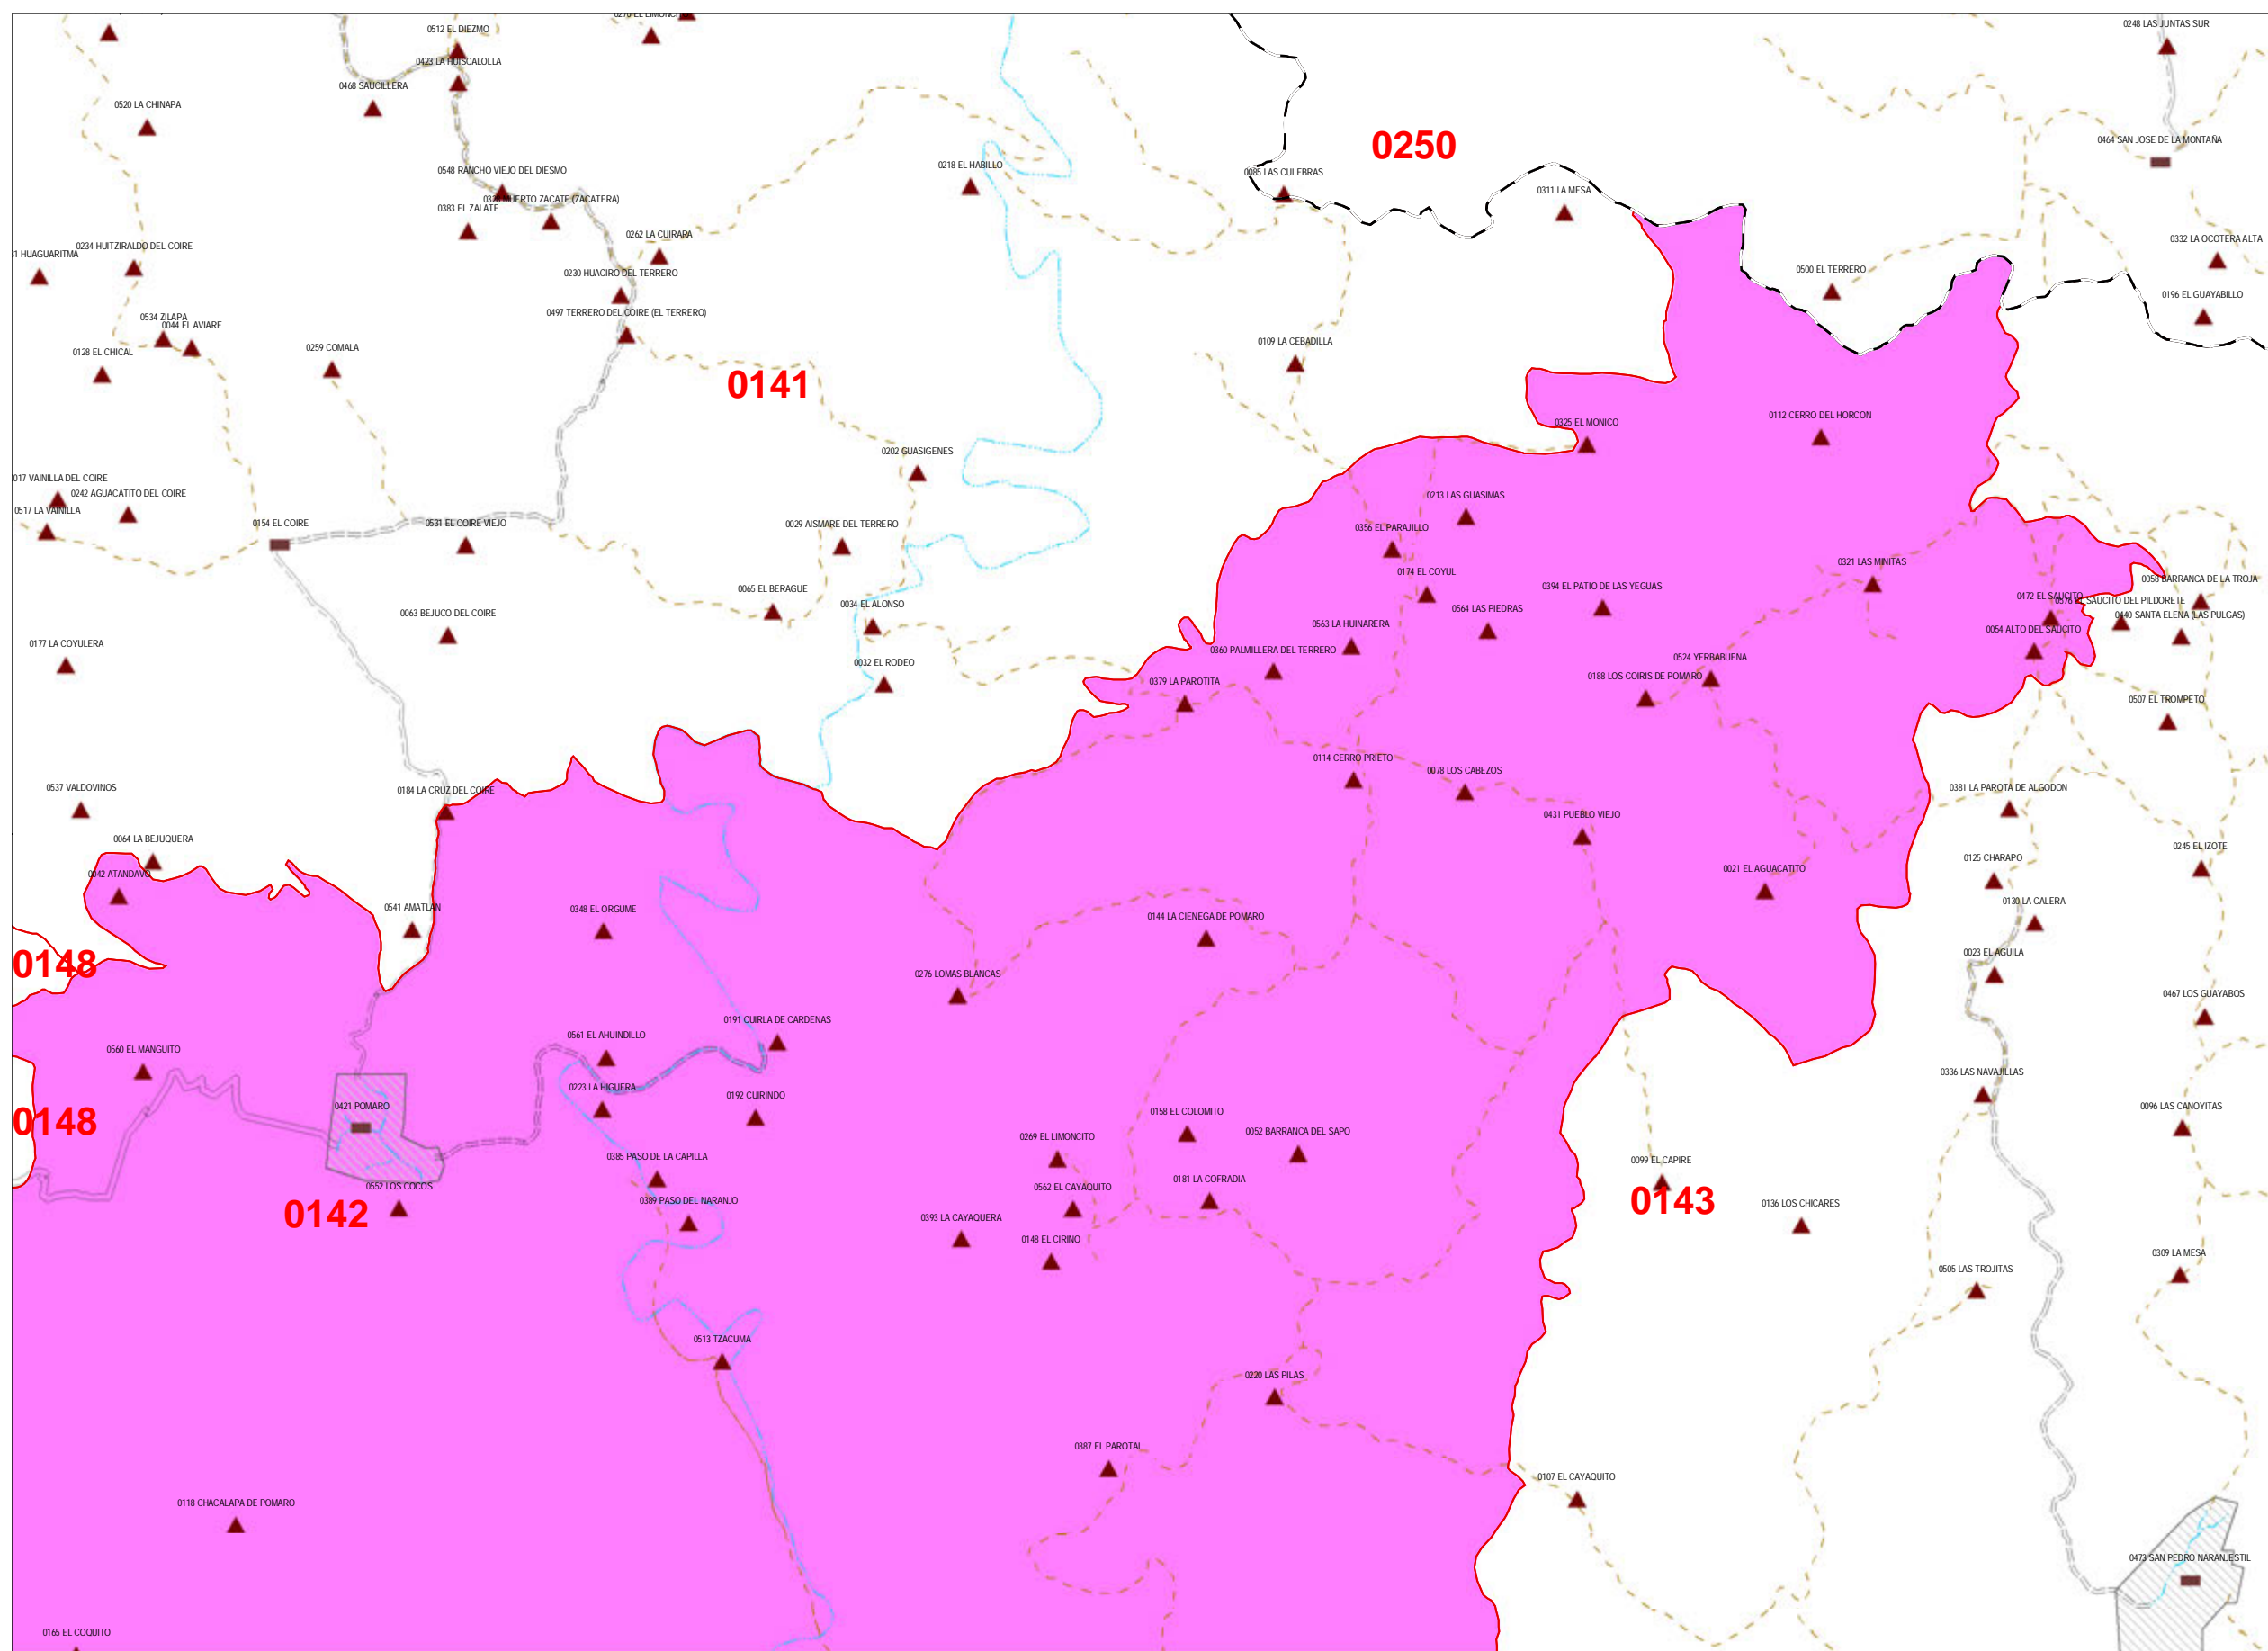 0512 EL DIEZMO
0248 LAS JUNTAS SUR
0423 LA HUISCALOLLA
0468 SAUCILLERA
0520 LA CHINAPA
0250
0464 SAN JOSE DE LA MONTAÑA
0218 EL HABILLO
0548 RANCHO VIEJO DEL DIESMO
0085 LAS CULEBRAS
0311 LA MESA
MUERTO ZACATE (ZACATERA)
0383 EL ZALATE
0262 LA CUIRARA
0332 LA OCOTERA ALTA
0234 HUITZIRALDO DEL COIRE
HUAGUARITMA
0230 HUACIRO DEL TERRERO
0500 EL TERRERO
0196 EL GUAYABILLO
0534 ZILAPA
0497 TERRERO DEL COIRE (EL TERRERO)
0044 EL AVIARE
0259 COMALA
0109 LA CEBADILLA
0128 EL CHICAL
0141
0325 EL MONICO
0112 CERRO DEL HORCON
0202 GUASIGENES
017 VAINILLA DEL COIRE
0242 AGUACATITO DEL COIRE
0213 LAS GUASIMAS
0517 LA VAINILLA
0154 EL COIRE
0531 EL COIRE VIEJO
0029 AISMARE DEL TERRERO
0356 EL PARAJILLO
0321 LAS MINITAS
0174 EL COYUL
0058 BARRANCA DE LA TROJA
0394 EL PATIO DE LAS YEGUAS
0065 EL BERAGUE
0472 EL SAUCITO
0576 EL SAUCITO DEL PILDORETE
0034 EL ALONSO
0063 BEJUCO DEL COIRE
0564 LAS PIEDRAS
0440 SANTA ELENA (LAS PULGAS)
0563 LA HUINARERA
0054 ALTO DEL SAUCITO
0177 LA COYULERA
0360 PALMILLERA DEL TERRERO
0524 YERBABUENA
0032 EL RODEO
0188 LOS COIRIS DE POMARO
0379 LA PAROTITA
0507 EL TROMPETO
0114 CERRO PRIETO
0078 LOS CABEZOS
0537 VALDOVINOS
0184 LA CRUZ DEL COIRE
0381 LA PAROTA DE ALGODON
0431 PUEBLO VIEJO
0064 LA BEJUQUERA
0245 EL IZOTE
0125 CHARAPO
0042 ATANDAVO
0021 EL AGUACATITO
0541 AMATLAN
0348 EL ORGUME
0144 LA CIENEGA DE POMARO
0130 LA CALERA
0148
0276 LOMAS BLANCAS
0023 EL AGUILA
0467 LOS GUAYABOS
0191 CUIRLA DE CARDENAS
0561 EL AHUINDILLO
0560 EL MANGUITO
0336 LAS NAVAJILLAS
0223 LA HIGUERA
0192 CUIRINDO
0421 POMARO
0096 LAS CANOYITAS
0148
0158 EL COLOMITO
0269 EL LIMONCITO
0052 BARRANCA DEL SAPO
0385 PASO DE LA CAPILLA
0099 EL CAPIRE
0181 LA COFRADIA
0552 LOS COCOS
0562 EL CAYAQUITO
0142
0389 PASO DEL NARANJO
0143
0136 LOS CHICARES
0393 LA CAYAQUERA
0148 EL CIRINO
0309 LA MESA
0505 LAS TROJITAS
0513 TZACUMA
0220 LAS PILAS
0387 EL PAROTAL
0107 EL CAYAQUITO
0118 CHACALAPA DE POMARO
0473 SAN PEDRO NARANJESTIL
0165 EL COQUITO